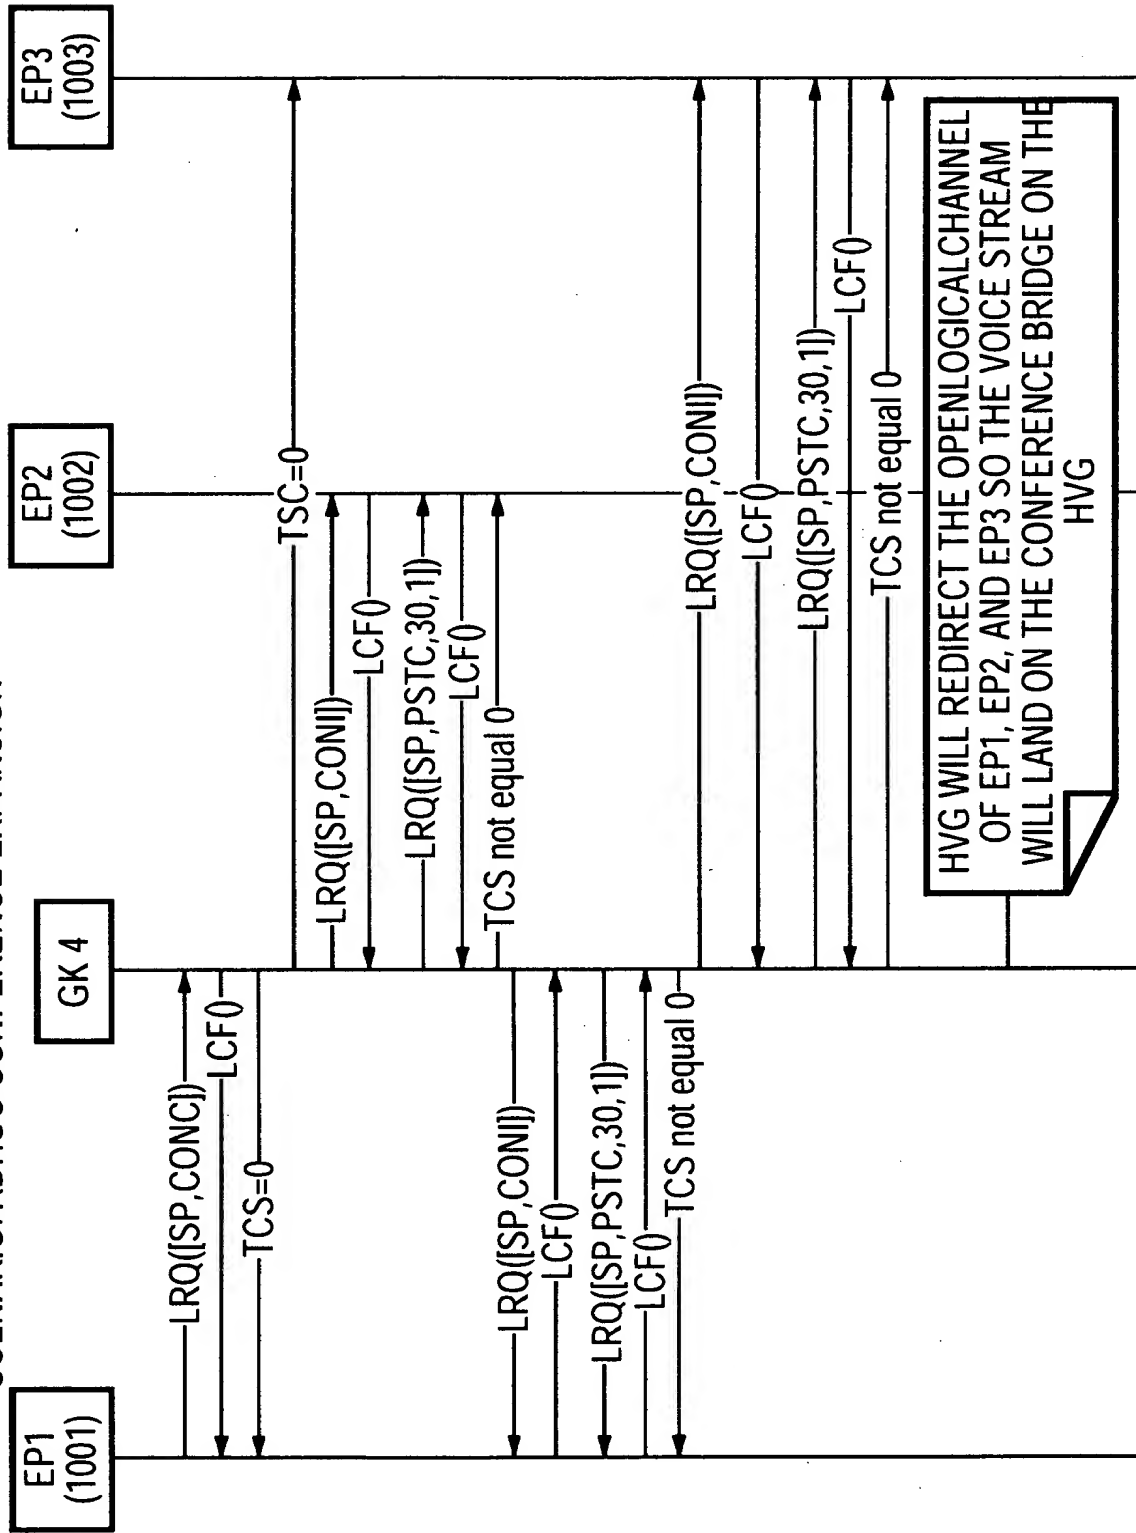 EP1
(1001)
GK 4
EP2
(1002)
EP3
(1003)
LRQ([SP,CONC])
LCF()
TCS=0
TSC=0
LRQ([SP,CONI])
LCF()
LRQ([SP,PSTC,30,1])
LCF()
TCS not equal 0
LRQ([SP,CONI])
LCF()
LRQ([SP,PSTC,30,1])
LCF()
TCS not equal 0
LRQ([SP,CONI])
LCF()
LRQ([SP,PSTC,30,1])
LCF()
TCS not equal 0
HVG WILL REDIRECT THE OPENLOGICALCHANNEL
OF EP1, EP2, AND EP3 SO THE VOICE STREAM
WILL LAND ON THE CONFERENCE BRIDGE ON THE
HVG